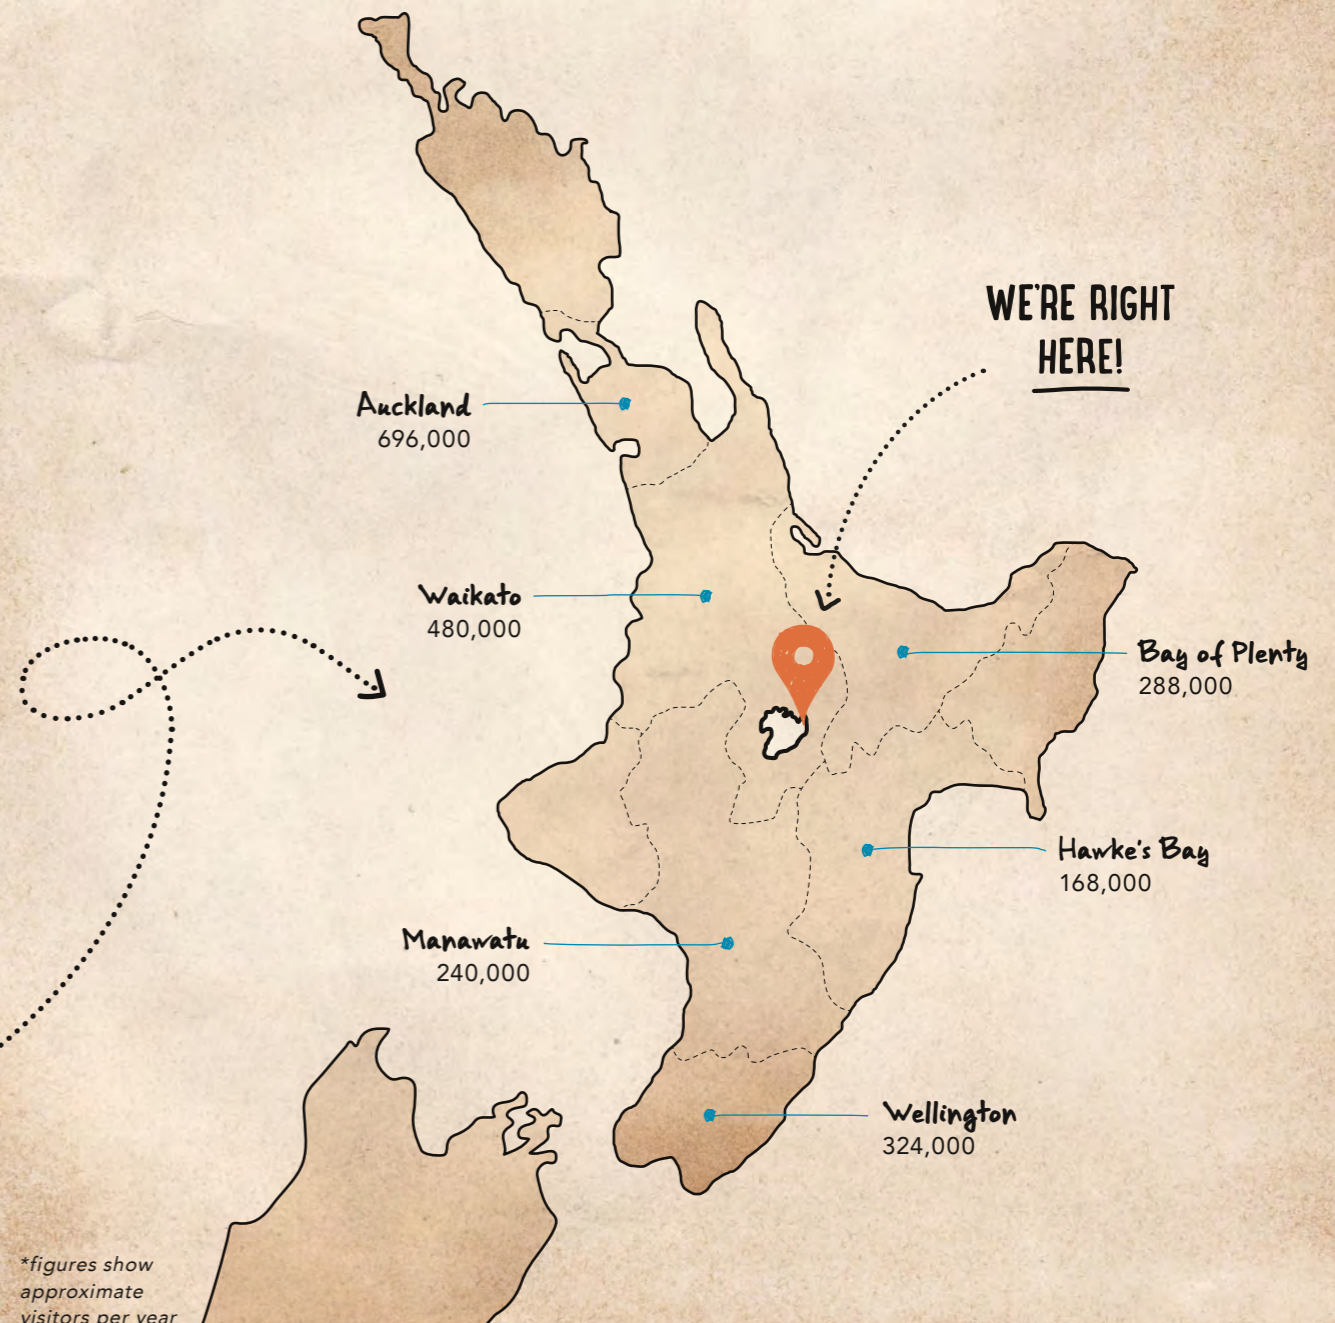 WE'RE RIGHT
HERE!
Auckland
696,000
Waikato
480,000
Bay of Plenty
288,000
Hawke's Bay
168,000
Manawatu
240,000
Wellington
324,000
*figures show
approximate
visitors per year